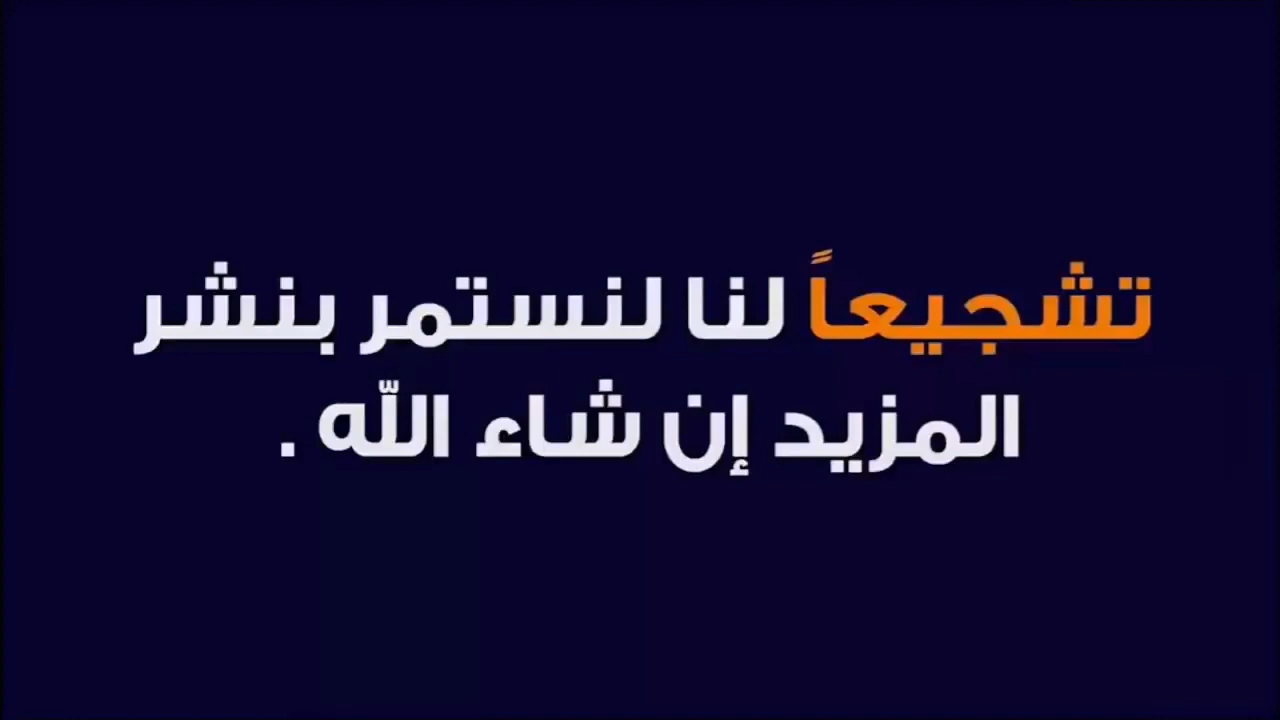 تشجيعاً لنا لنستمر بنشر
المزيد إن شاء اللّه .